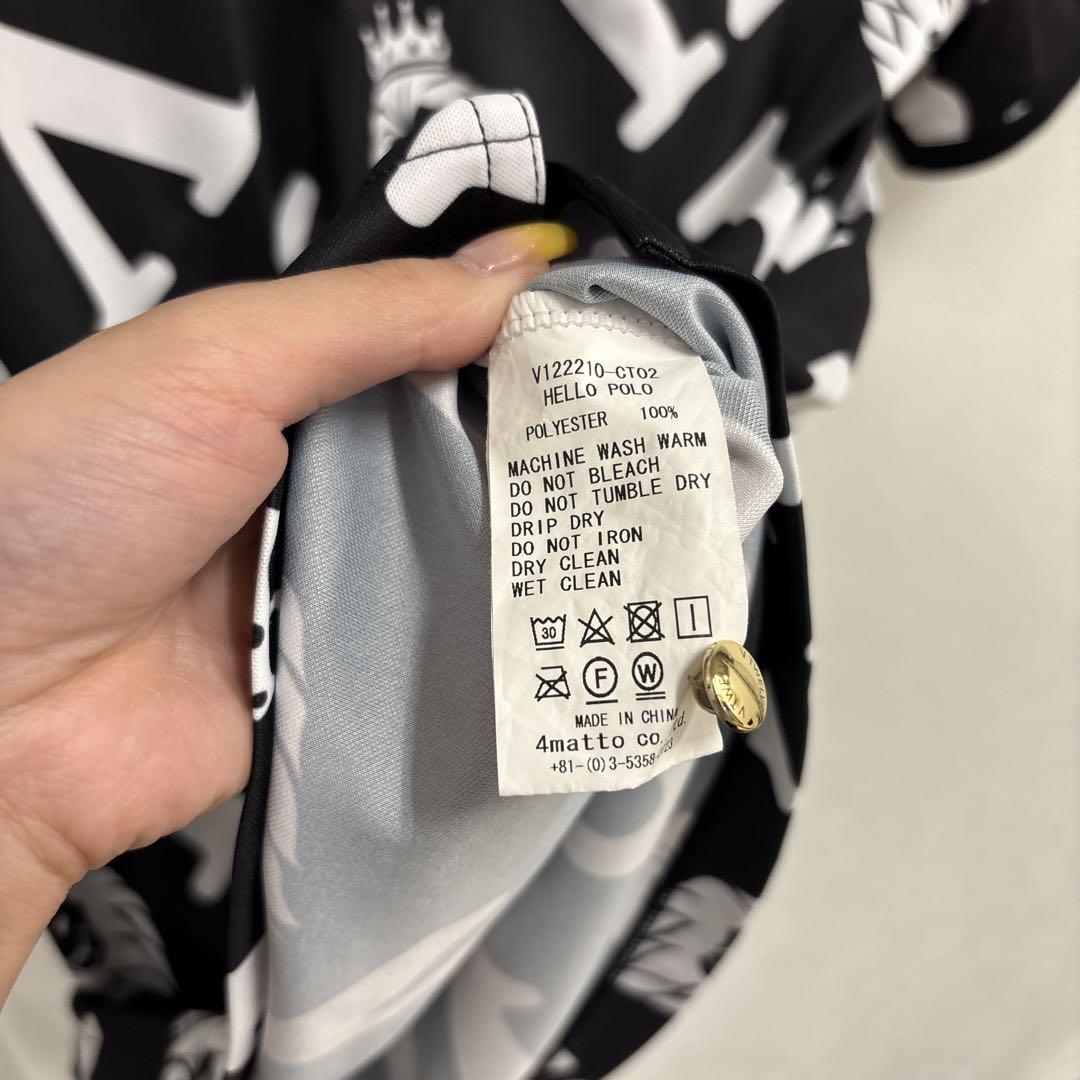 V122210-CT02
HELLO POLO
POLYESTER 100%
MACHINE WASH WARM
DO NOT BLEACH
DO NOT TUMBLE DRY
DRIP DRY
DO NOT IRON
DRY CLEAN
WET CLEAN
30
F W
MADE IN CHINA
4matto co. Ltd.
+81-(0)3-5358-